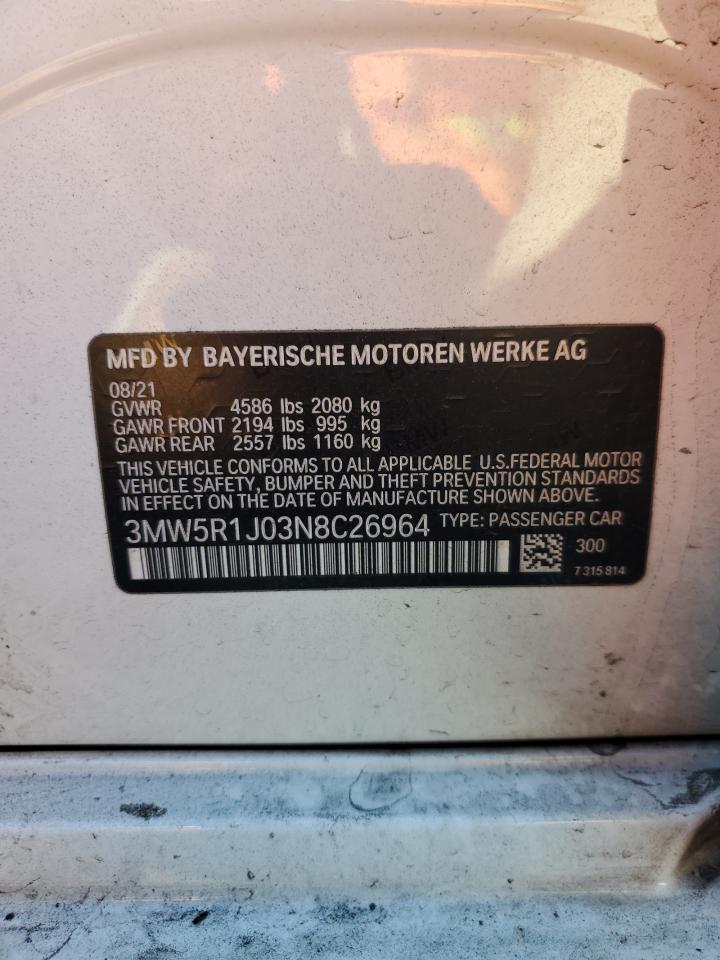 MFD BY BAYERISCHE MOTOREN WERKE AG
08/21
GVWR 4586 lbs 2080 kg
GAWR FRONT 2194 lbs 995 kg
GAWR REAR 2557 lbs 1160 kg
THIS VEHICLE CONFORMS TO ALL APPLICABLE U.S.FEDERAL MOTOR
VEHICLE SAFETY, BUMPER AND THEFT PREVENTION STANDARDS
IN EFFECT ON THE DATE OF MANUFACTURE SHOWN ABOVE.
3MW5R1J03N8C26964 TYPE: PASSENGER CAR
300
7 315 814